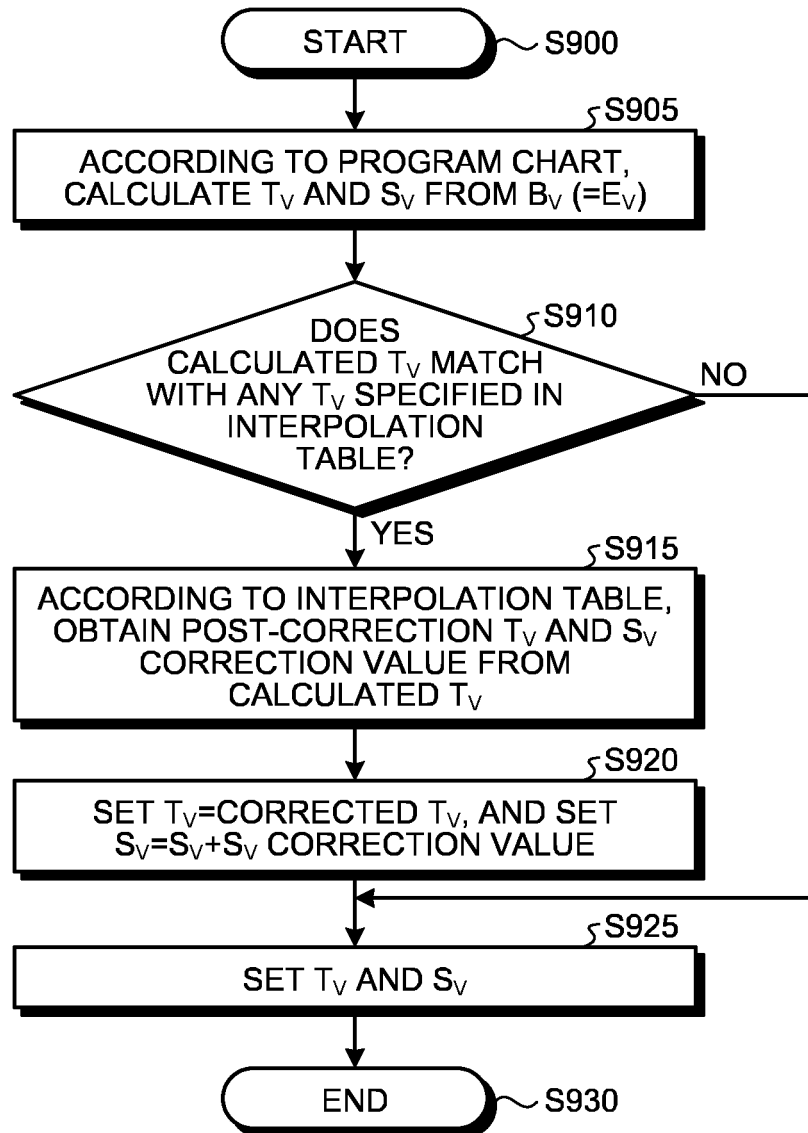 START
S900
S905
ACCORDING TO PROGRAM CHART,
CALCULATE TV AND SV FROM BV (=EV)
S910
DOES
CALCULATED TV MATCH
WITH ANY TV SPECIFIED IN
INTERPOLATION
TABLE?
NO
YES
S915
ACCORDING TO INTERPOLATION TABLE,
OBTAIN POST-CORRECTION TV AND SV
CORRECTION VALUE FROM
CALCULATED TV
S920
SET TV=CORRECTED TV, AND SET
SV=SV+SV CORRECTION VALUE
S925
SET TV AND SV
END
S930